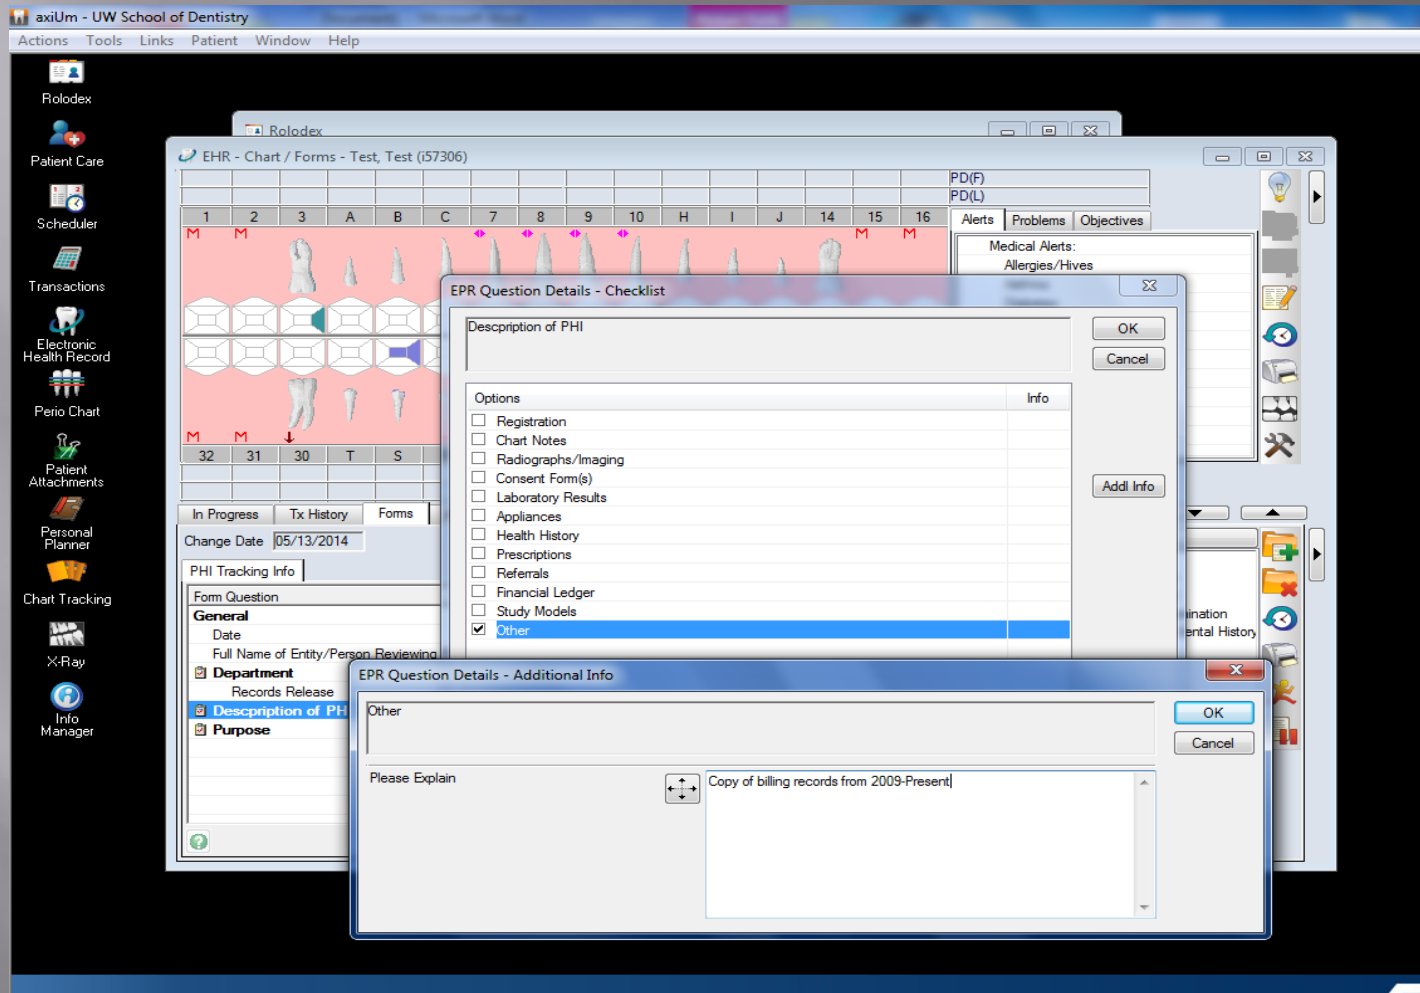 axiUm - UW School of Dentistry
Actions Tools Links Patient Window Help
Rolodex
Patient Care
Scheduler
Transactions
Electronic
Health Record
Perio Chart
Patient
Attachments
Personal
Planner
Chart Tracking
X-Ray
Info
Manager
Rolodex
EHR - Chart / Forms - Test, Test (i57306)
PD(F)
PD(L)
1 2 3 A B C 7 8 9 10 H I J 14 15 16
M M M M
Alerts Problems Objectives
Medical Alerts:
Allergies/Hives
M M
32 31 30 T S
In Progress Tx History Forms
Change Date 05/13/2014
PHI Tracking Info
Form Question
General
Date
Full Name of Entity/Person Reviewing
Department
Records Release
Descpription of PH
Purpose
ination
ental History
EPR Question Details - Checklist
Descpription of PHI
OK
Cancel
Options Info
Registration
Chart Notes
Radiographs/Imaging
Consent Form(s)
Laboratory Results
Appliances
Health History
Prescriptions
Referrals
Financial Ledger
Study Models
Other
Addl Info
EPR Question Details - Additional Info
Other
OK
Cancel
Please Explain
Copy of billing records from 2009-Present